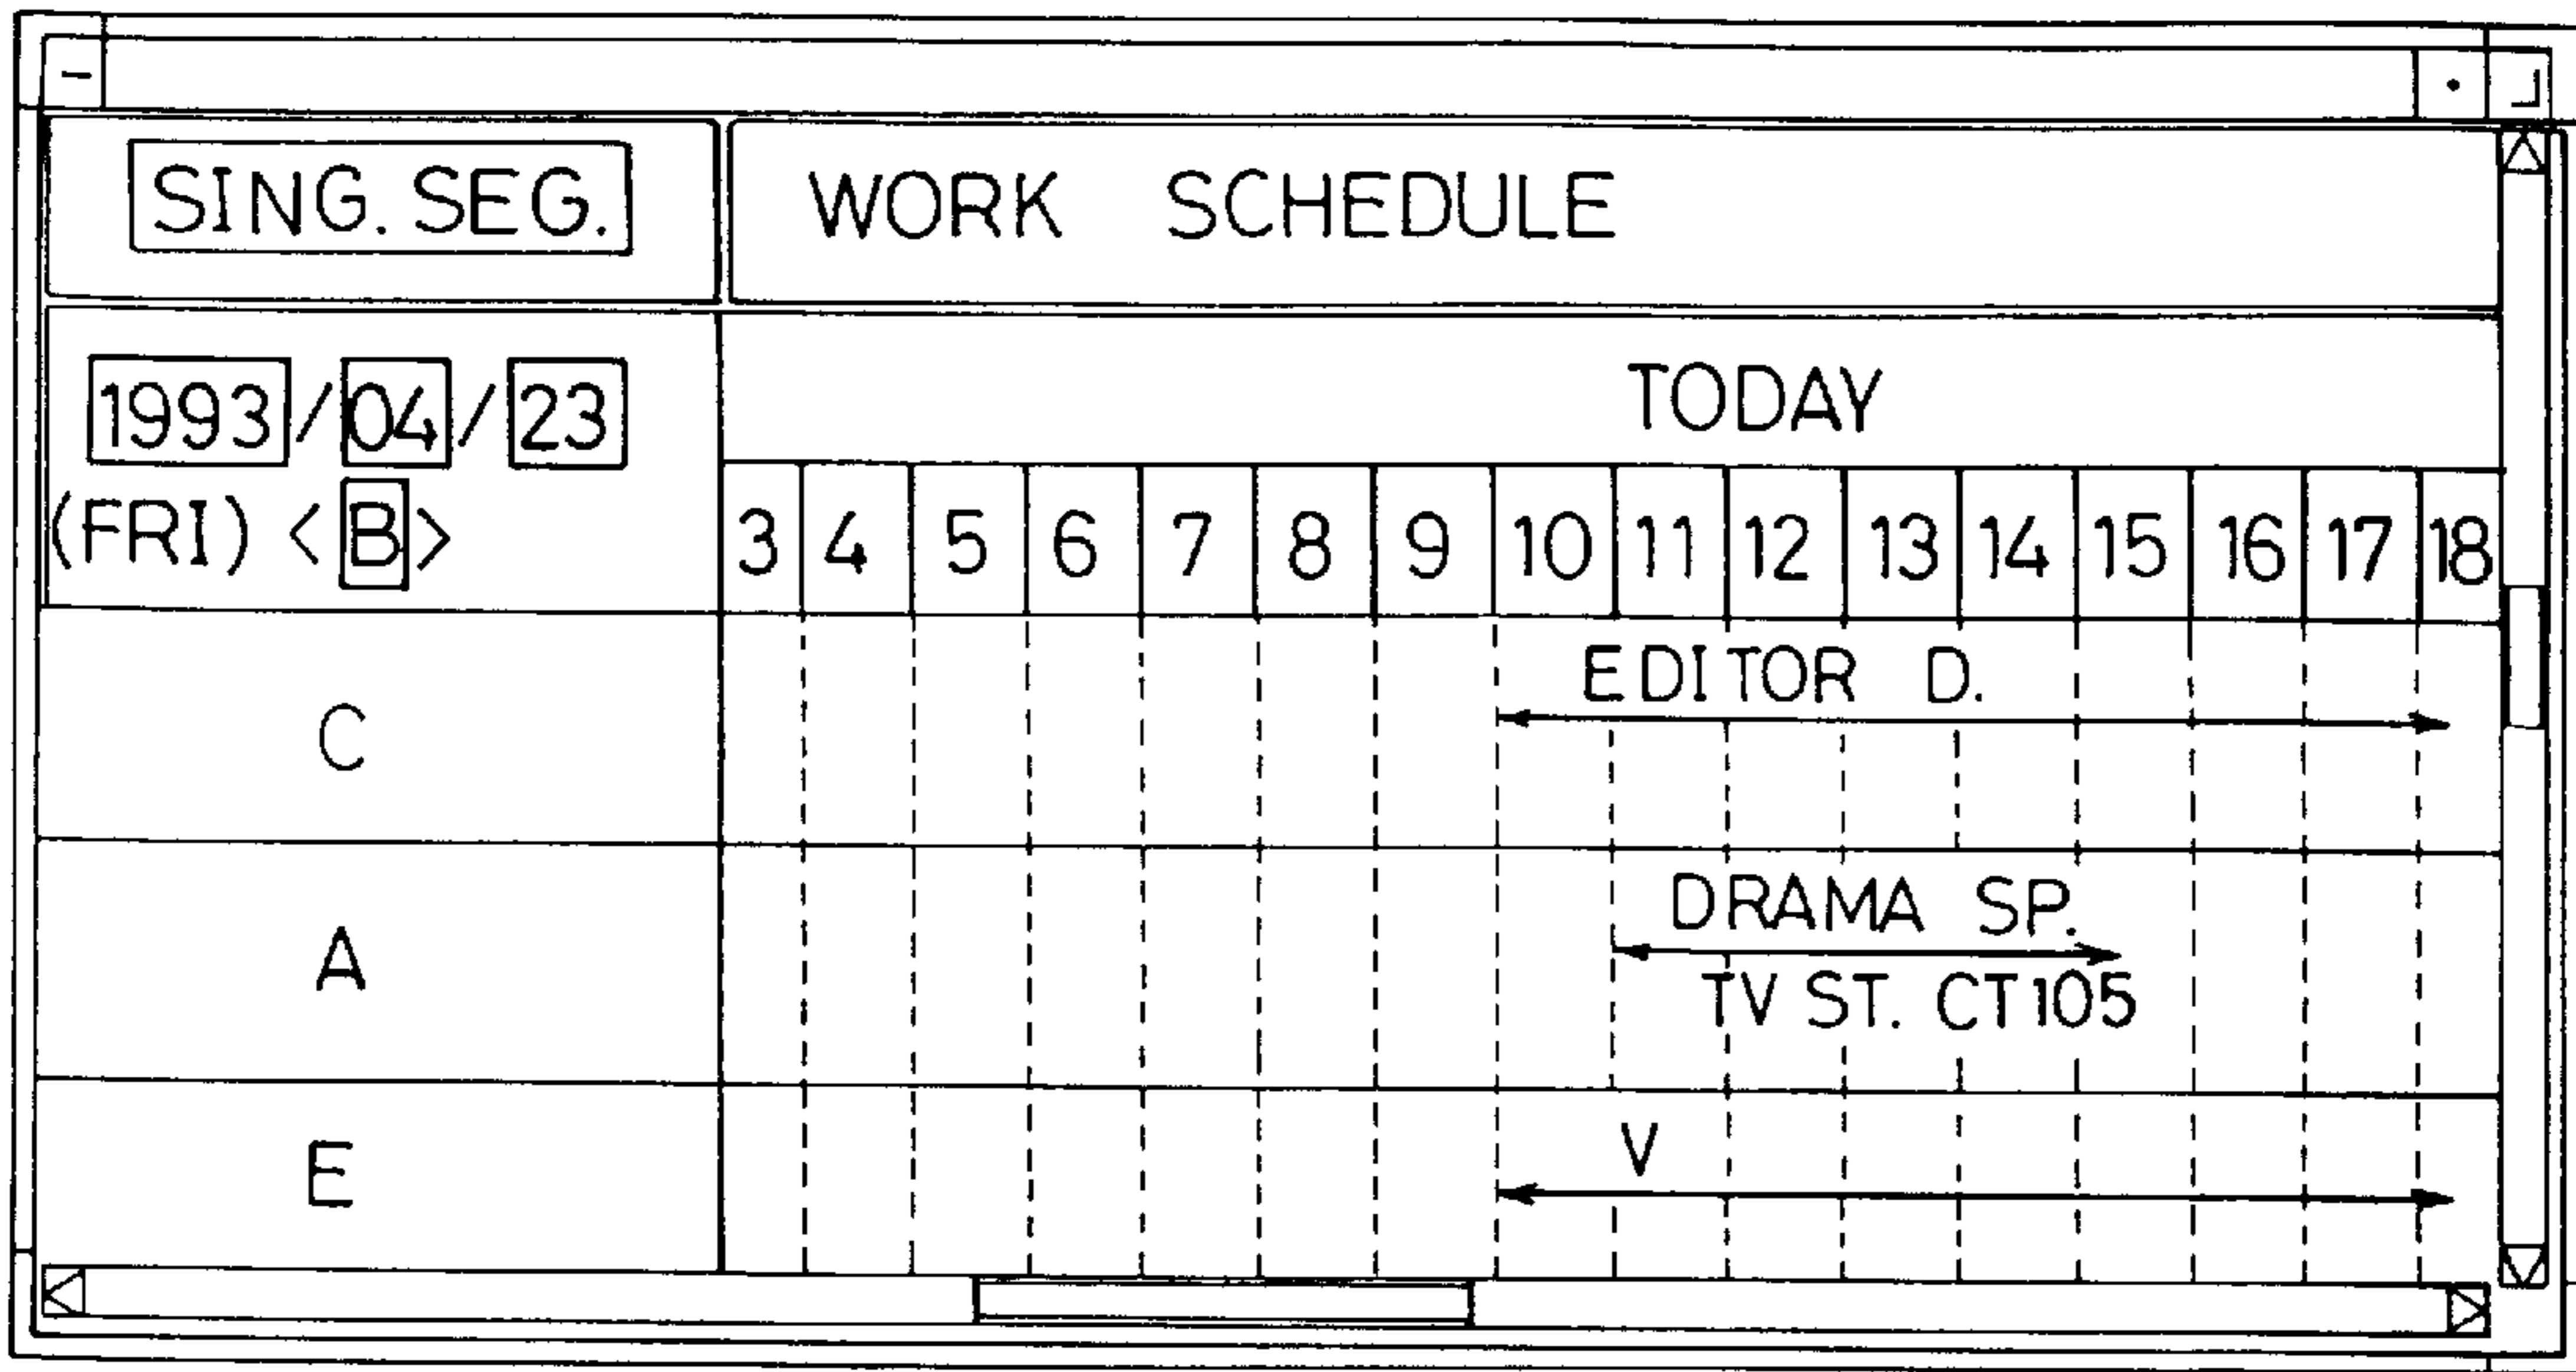 SING. SEG. WORK SCHEDULE
1993/04/23 TODAY
(FRI) <B> 3 4 5 6 7 8 9 10 11 12 13 14 15 16 17 18
EDITOR D.
C
DRAMA SP.
A
TV ST. CT105
V
E